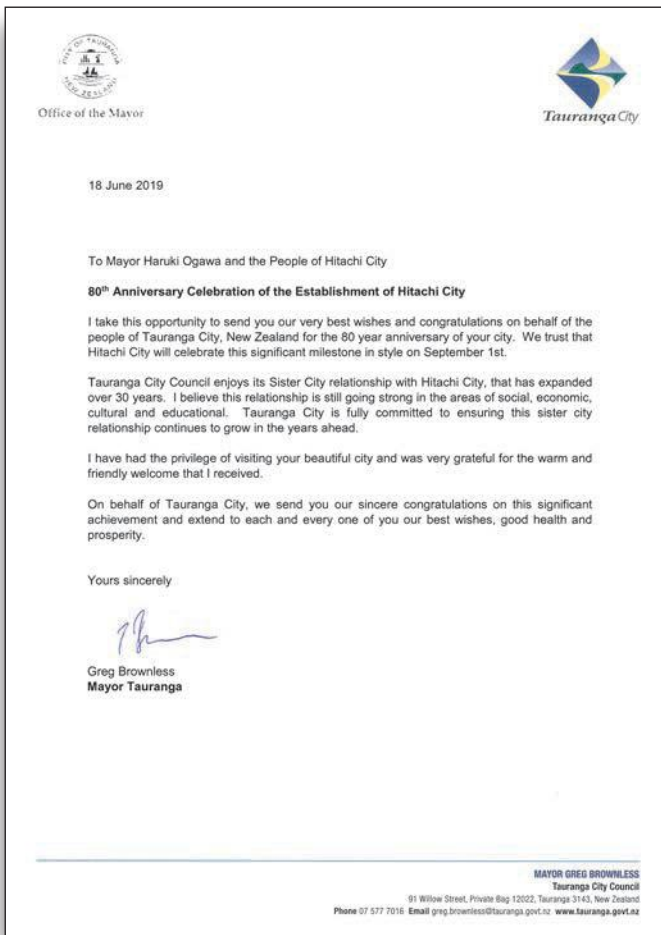 CITY OF TAURANGA
NEW ZEALAND
Office of the Mayor
Tauranga City
18 June 2019
To Mayor Haruki Ogawa and the People of Hitachi City
80th Anniversary Celebration of the Establishment of Hitachi City
I take this opportunity to send you our very best wishes and congratulations on behalf of the
people of Tauranga City, New Zealand for the 80 year anniversary of your city. We trust that
Hitachi City will celebrate this significant milestone in style on September 1st.
Tauranga City Council enjoys its Sister City relationship with Hitachi City, that has expanded
over 30 years. I believe this relationship is still going strong in the areas of social, economic,
cultural and educational. Tauranga City is fully committed to ensuring this sister city
relationship continues to grow in the years ahead.
I have had the privilege of visiting your beautiful city and was very grateful for the warm and
friendly welcome that I received.
On behalf of Tauranga City, we send you our sincere congratulations on this significant
achievement and extend to each and every one of you our best wishes, good health and
prosperity.
Yours sincerely
Greg Brownless
Mayor Tauranga
MAYOR GREG BROWNLESS
Tauranga City Council
91 Willow Street, Private Bag 12022, Tauranga 3143, New Zealand
Phone 07 577 7016 Email greg.brownless@tauranga.govt.nz www.tauranga.govt.nz